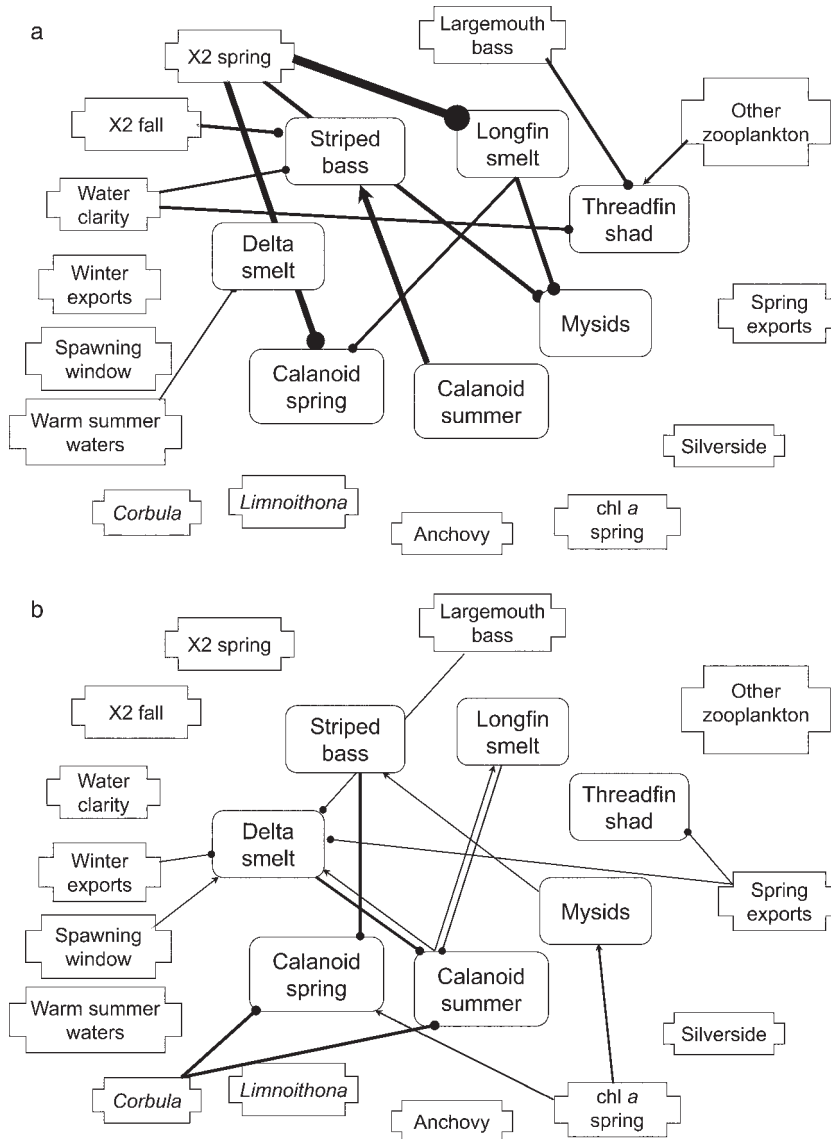 a
X2 spring
Largemouth
bass
X2 fall
Striped
bass
Longfin
smelt
Other
zooplankton
Water
clarity
Threadfin
shad
Delta
smelt
Winter
exports
Mysids
Spring
exports
Spawning
window
Calanoid
spring
Calanoid
summer
Warm summer
waters
Silverside
Corbula
Limnoithona
Anchovy
chl a
spring
b
X2 spring
Largemouth
bass
X2 fall
Striped
bass
Longfin
smelt
Other
zooplankton
Water
clarity
Threadfin
shad
Delta
smelt
Winter
exports
Mysids
Spring
exports
Spawning
window
Calanoid
spring
Calanoid
summer
Warm summer
waters
Silverside
Corbula
Limnoithona
Anchovy
chl a
spring